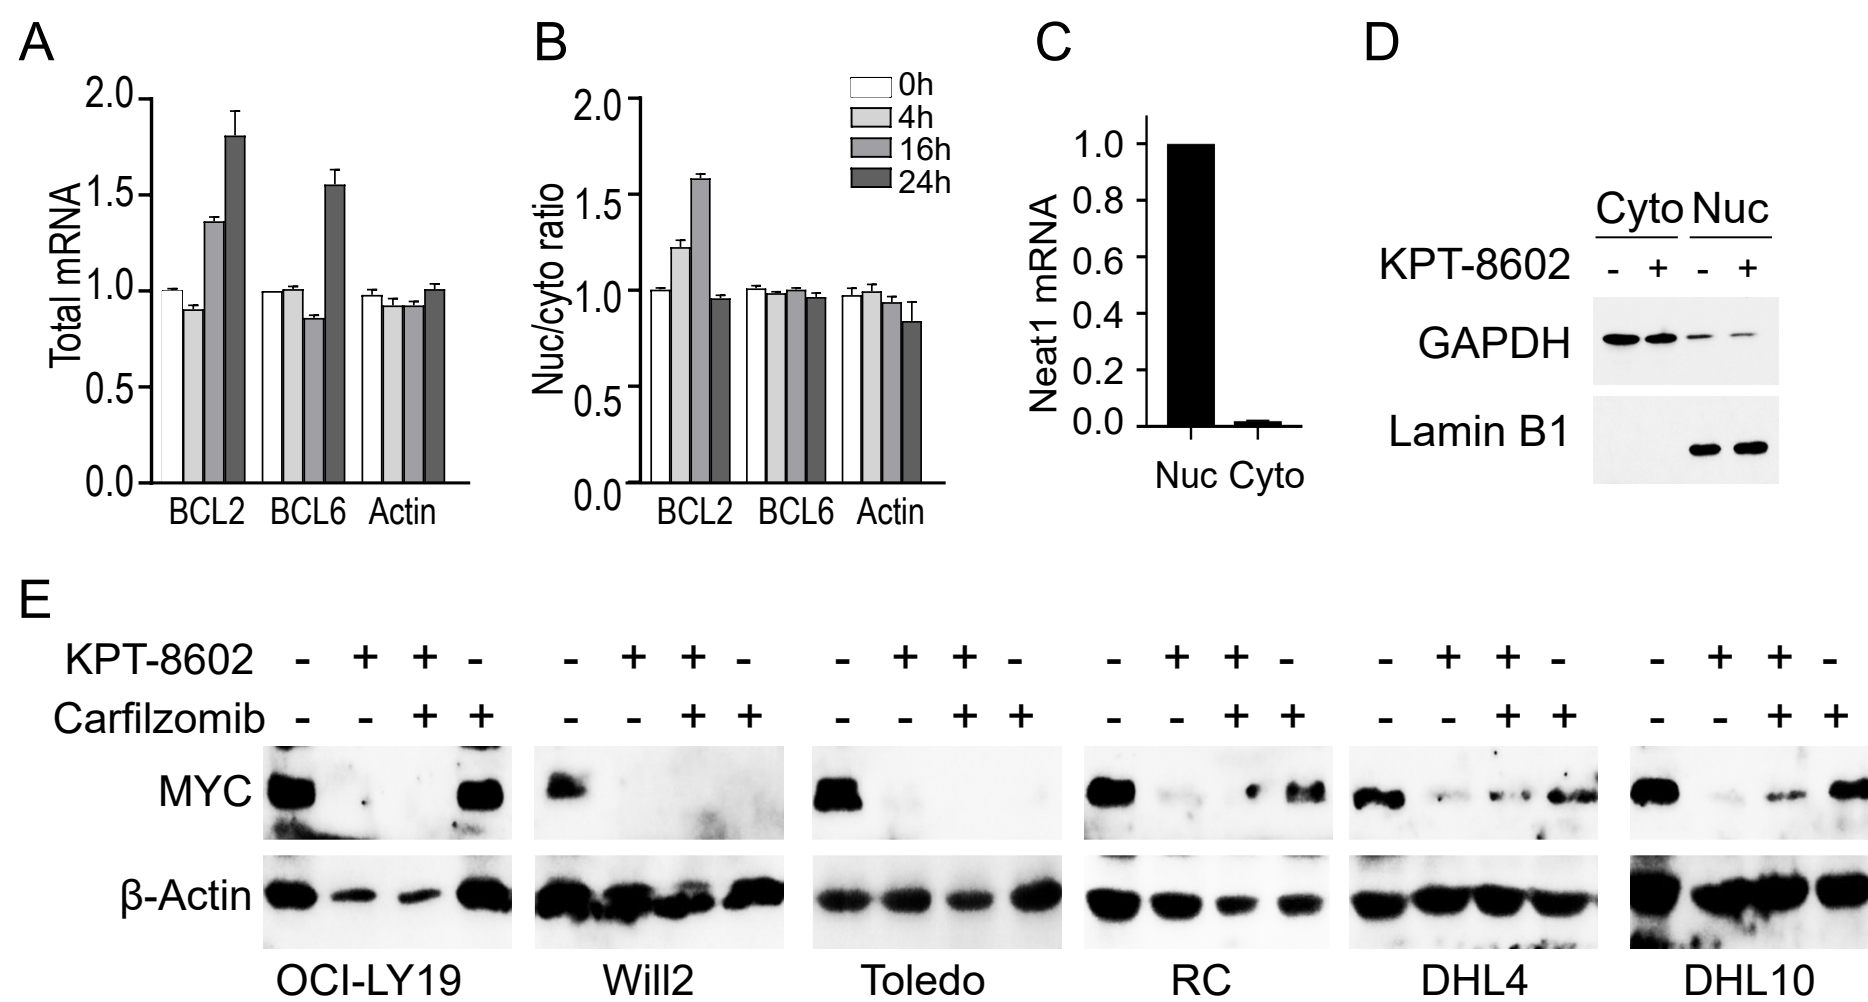 A
Total mRNA
2.0
1.5
1.0
0.5
0.0
BCL2 BCL6 Actin
B
Nuc/cyto ratio
2.0
1.5
1.0
0.5
0.0
BCL2 BCL6 Actin
0h
4h
16h
24h
C
Neat1 mRNA
1.0
0.8
0.6
0.4
0.2
0.0
Nuc Cyto
D
Cyto Nuc
KPT-8602 - + - +
GAPDH
Lamin B1
E
KPT-8602 - + + - - + + - - + + - - + + - - + + - - + + -
Carfilzomib - - + + - - + + - - + + - - + + - - + + - - + +
MYC
β-Actin
OCI-LY19 Will2 Toledo RC DHL4 DHL10